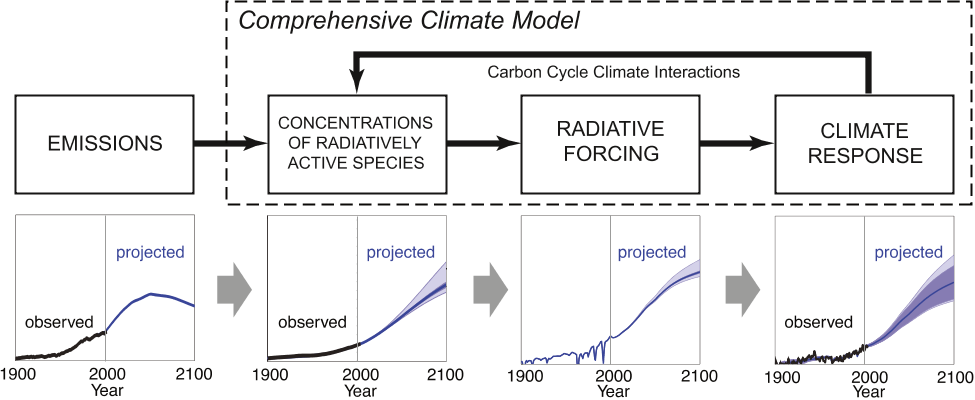 Comprehensive Climate Model
Carbon Cycle Climate Interactions
EMISSIONS
CONCENTRATIONS
OF RADIATIVELY
ACTIVE SPECIES
RADIATIVE
FORCING
CLIMATE
RESPONSE
projected
observed
1900 2000 2100
Year
projected
observed
1900 2000 2100
Year
projected
1900 2000 2100
Year
projected
observed
1900 2000 2100
Year